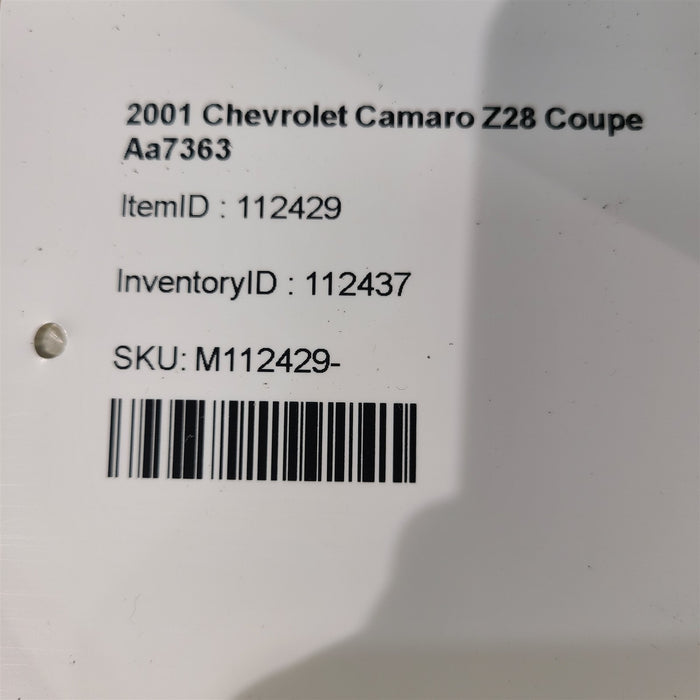 2001 Chevrolet Camaro Z28 Coupe
Aa7363
ItemID : 112429
InventoryID : 112437
SKU: M112429-